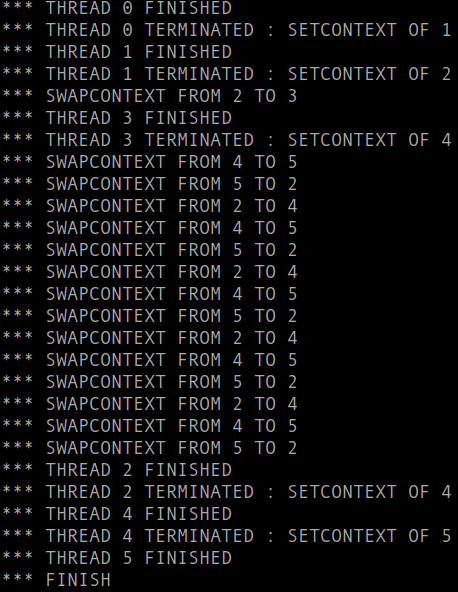 *** THREAD 0 FINISHED
*** THREAD 0 TERMINATED : SETCONTEXT OF 1
*** THREAD 1 FINISHED
*** THREAD 1 TERMINATED : SETCONTEXT OF 2
*** SWAPCONTEXT FROM 2 TO 3
*** THREAD 3 FINISHED
*** THREAD 3 TERMINATED : SETCONTEXT OF 4
*** SWAPCONTEXT FROM 4 TO 5
*** SWAPCONTEXT FROM 5 TO 2
*** SWAPCONTEXT FROM 2 TO 4
*** SWAPCONTEXT FROM 4 TO 5
*** SWAPCONTEXT FROM 5 TO 2
*** SWAPCONTEXT FROM 2 TO 4
*** SWAPCONTEXT FROM 4 TO 5
*** SWAPCONTEXT FROM 5 TO 2
*** SWAPCONTEXT FROM 2 TO 4
*** SWAPCONTEXT FROM 4 TO 5
*** SWAPCONTEXT FROM 5 TO 2
*** SWAPCONTEXT FROM 2 TO 4
*** SWAPCONTEXT FROM 4 TO 5
*** SWAPCONTEXT FROM 5 TO 2
*** THREAD 2 FINISHED
*** THREAD 2 TERMINATED : SETCONTEXT OF 4
*** THREAD 4 FINISHED
*** THREAD 4 TERMINATED : SETCONTEXT OF 5
*** THREAD 5 FINISHED
*** FINISH